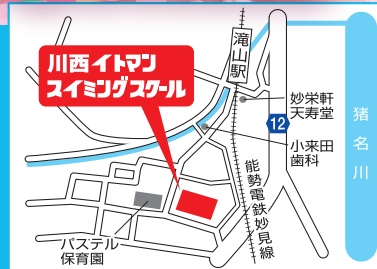 川西イトマン
スイミングスクール
滝山駅
妙栄軒
天寿堂
12
小来田
歯科
猪名川
能勢電鉄妙見線
パステル
保育園